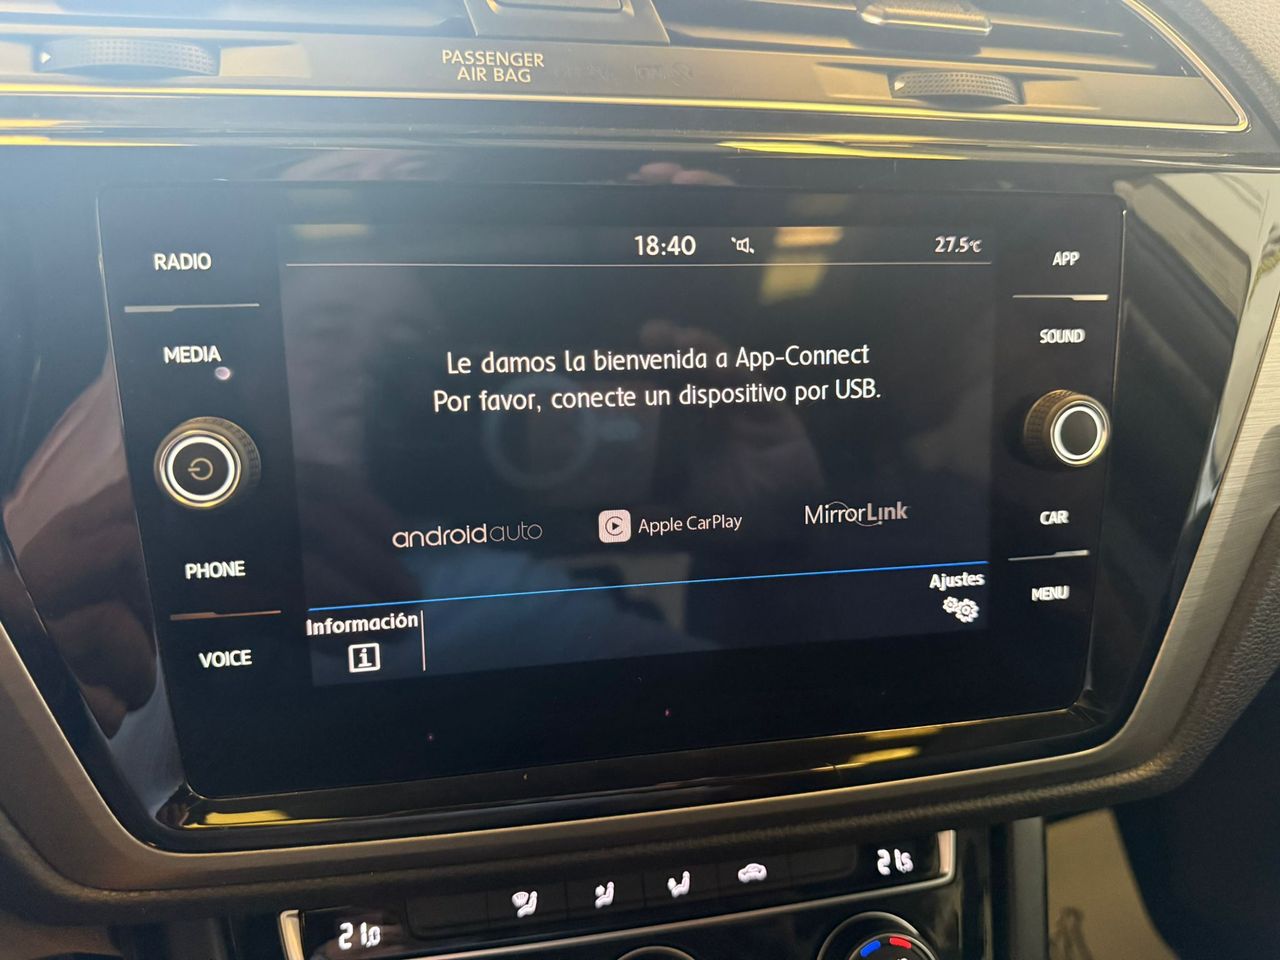 PASSENGER
AIR BAG
RADIO
MEDIA
PHONE
VOICE
18:40
27.5°C
Le damos la bienvenida a App-Connect
Por favor, conecte un dispositivo por USB.
androidauto
Apple CarPlay
MirrorLink
Información
Ajustes
APP
SOUND
CAR
MENU
21.0
21.5